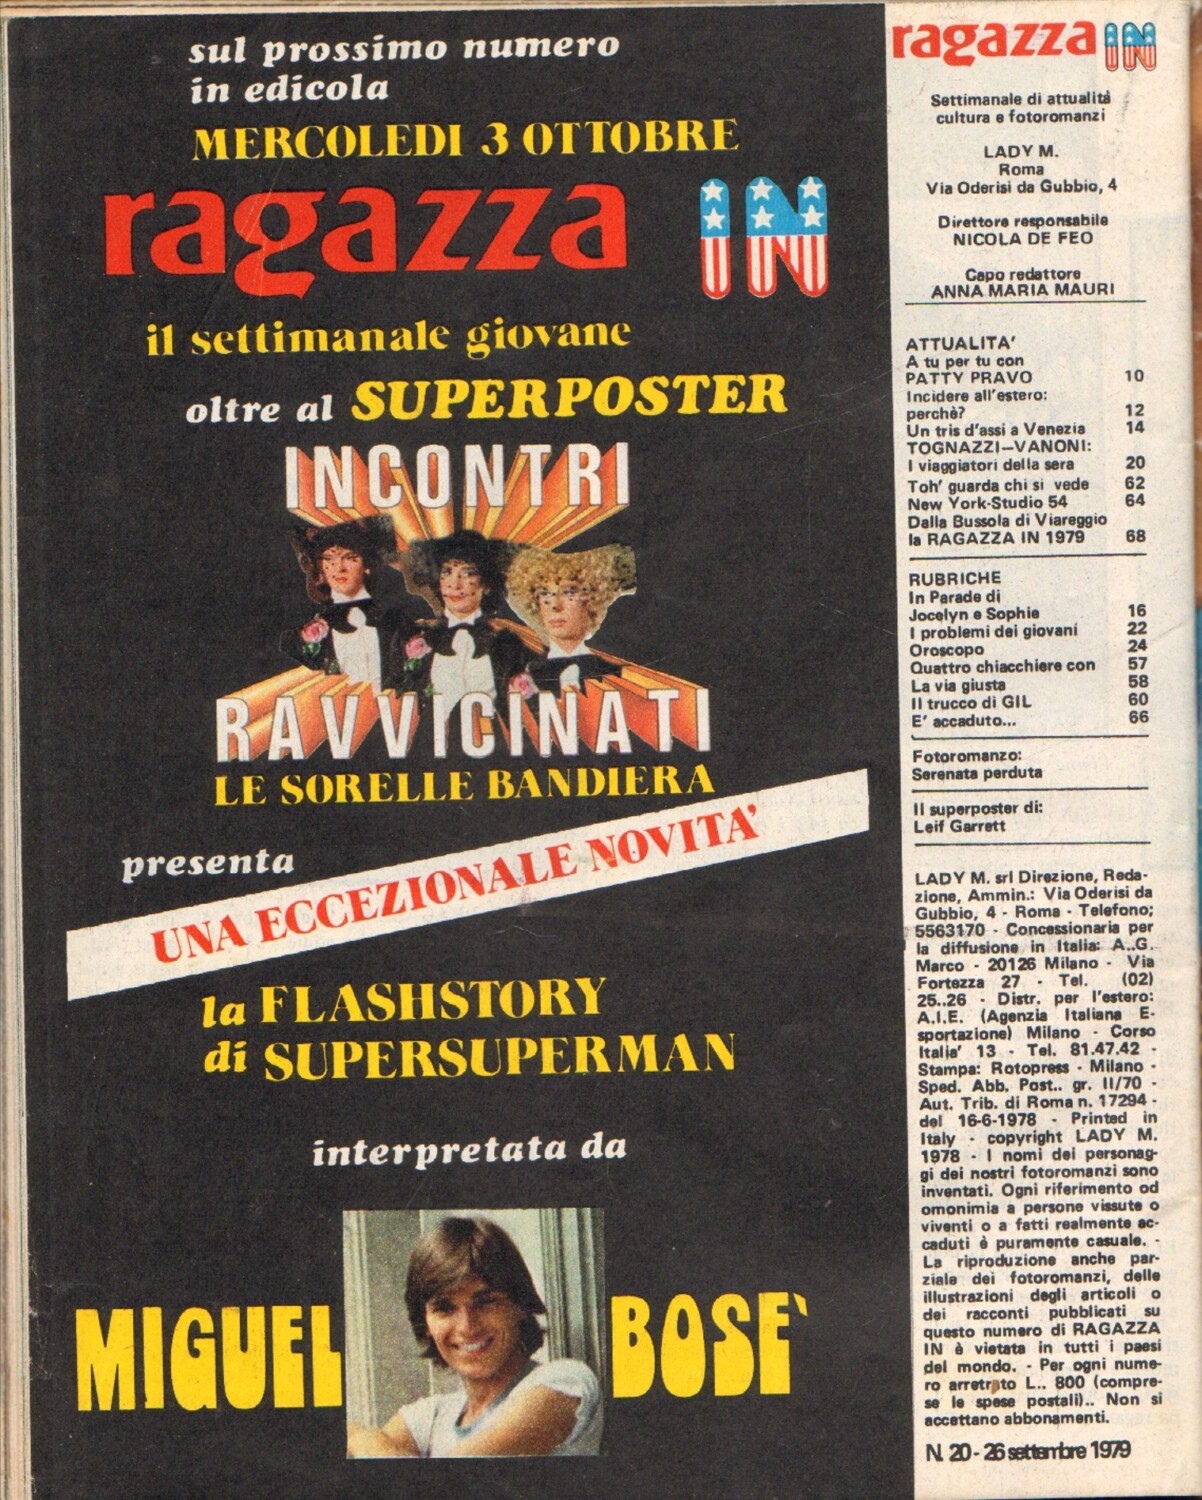 sul prossimo numero
in edicola
MERCOLEDI 3 OTTOBRE
ragazza IN
il settimanale giovane
oltre al SUPERPOSTER
INCONTRI
RAVVICINATI
LE SORELLE BANDIERA
presenta
UNA ECCEZIONALE NOVITA'
la FLASHSTORY
di SUPERSUPERMAN
interpretata da
MIGUEL BOSE'
ragazza IN
Settimanale di attualità
cultura e fotoromanzi
LADY M.
Roma
Via Oderisi da Gubbio, 4
Direttore responsabile
NICOLA DE FEO
Capo redattore
ANNA MARIA MAURI
ATTUALITA'
A tu per tu con
PATTY PRAVO 10
Incidere all'estero:
perchè? 12
Un tris d'assi a Venezia 14
TOGNAZZI-VANONI:
I viaggiatori della sera 20
Toh' guarda chi si vede 62
New York-Studio 54 64
Dalla Bussola di Viareggio
la RAGAZZA IN 1979 68
RUBRICHE
In Parade di
Jocelyn e Sophie 16
I problemi dei giovani 22
Oroscopo 24
Quattro chiacchiere con 57
La via giusta 58
Il trucco di GIL 60
E' accaduto... 66
Fotoromanzo:
Serenata perduta
Il superposter di:
Leif Garrett
LADY M. srl Direzione, Reda-
zione, Ammin.: Via Oderisi da
Gubbio, 4 - Roma - Telefono;
5563170 - Concessionaria per
la diffusione in Italia: A..G.
Marco - 20126 Milano - Via
Fortezza 27 - Tel. (02)
25..26 - Distr. per l'estero:
A.I.E. (Agenzia Italiana E-
sportazione) Milano - Corso
Italia' 13 - Tel. 81.47.42 -
Stampa: Rotopress - Milano -
Sped. Abb. Post.. gr. II/70 -
Aut. Trib. di Roma n. 17294 -
del 16-6-1978 - Printed in
Italy - copyright LADY M.
1978 - I nomi dei personag-
gi dei nostri fotoromanzi sono
inventati. Ogni riferimento od
omonimia a persone vissute o
viventi o a fatti realmente ac-
caduti è puramente casuale. -
La riproduzione anche par-
ziale dei fotoromanzi, delle
illustrazioni degli articoli o
dei racconti pubblicati su
questo numero di RAGAZZA
IN è vietata in tutti i paesi
del mondo. - Per ogni nume-
ro arretrato L.. 800 (compre-
se le spese postali).. Non si
accettano abbonamenti.
N. 20 - 26 settembre 1979